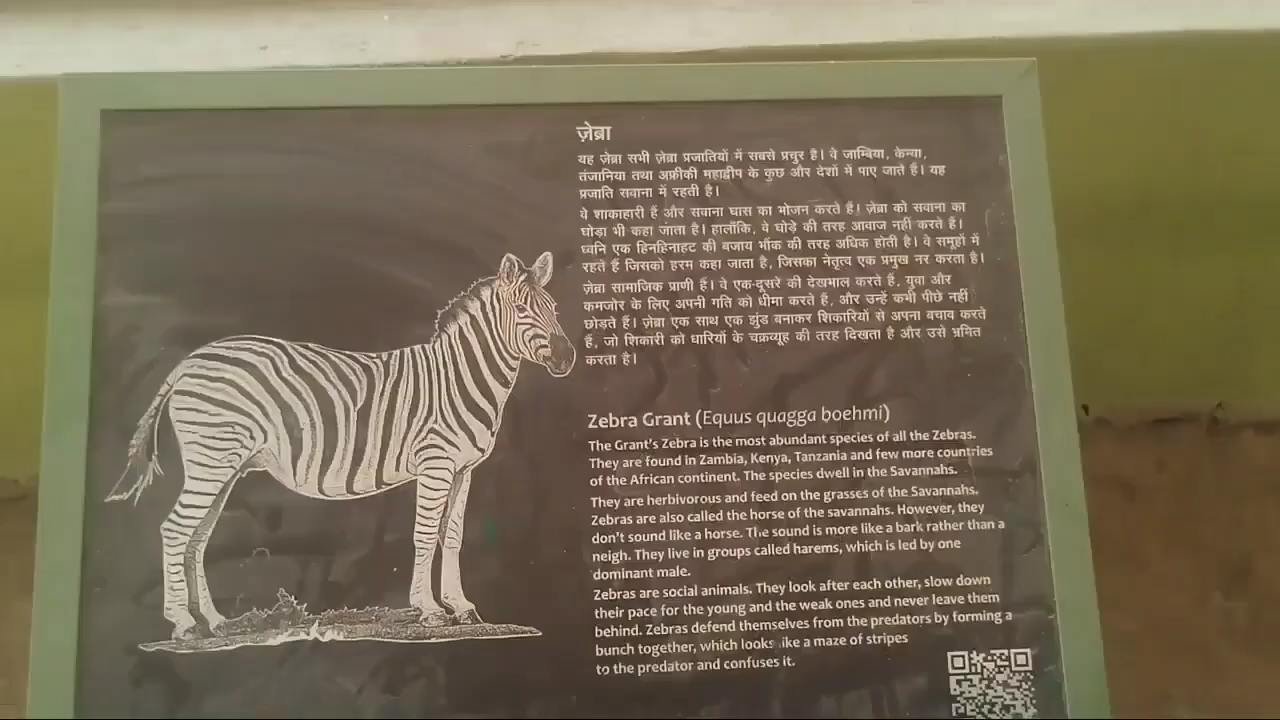 ज़ेब्रा
यह ज़ेब्रा सभी ज़ेब्रा प्रजातियों में सबसे प्रचुर है। वे जाम्बिया, केन्या,
तंजानिया तथा अफ्रीकी महाद्वीप के कुछ और देशों में पाए जाते हैं। यह
प्रजाति सवाना में रहती है।
वे शाकाहारी हैं और सवाना घास का भोजन करते हैं। ज़ेब्रा को सवाना का
घोड़ा भी कहा जाता है। हालाँकि, वे घोड़े की तरह आवाज नहीं करते हैं।
ध्वनि एक हिनहिनाहट की बजाय भौंक की तरह अधिक होती है। वे समूहों में
रहते हैं जिसको हरम कहा जाता है, जिसका नेतृत्व एक प्रमुख नर करता है।
ज़ेब्रा सामाजिक प्राणी हैं। वे एक-दूसरे की देखभाल करते हैं, युवा और
कमजोर के लिए अपनी गति को धीमा करते हैं, और उन्हें कभी पीछे नहीं
छोड़ते हैं। ज़ेब्रा एक साथ एक झुंड बनाकर शिकारियों से अपना बचाव करते
हैं, जो शिकारी को धारियों के चक्रव्यूह की तरह दिखता है और उसे भ्रमित
करता है।
Zebra Grant (Equus quagga boehmi)
The Grant's Zebra is the most abundant species of all the Zebras.
They are found in Zambia, Kenya, Tanzania and few more countries
of the African continent. The species dwell in the Savannahs.
They are herbivorous and feed on the grasses of the Savannahs.
Zebras are also called the horse of the savannahs. However, they
don't sound like a horse. The sound is more like a bark rather than a
neigh. They live in groups called harems, which is led by one
dominant male.
Zebras are social animals. They look after each other, slow down
their pace for the young and the weak ones and never leave them
behind. Zebras defend themselves from the predators by forming a
bunch together, which looks like a maze of stripes
to the predator and confuses it.